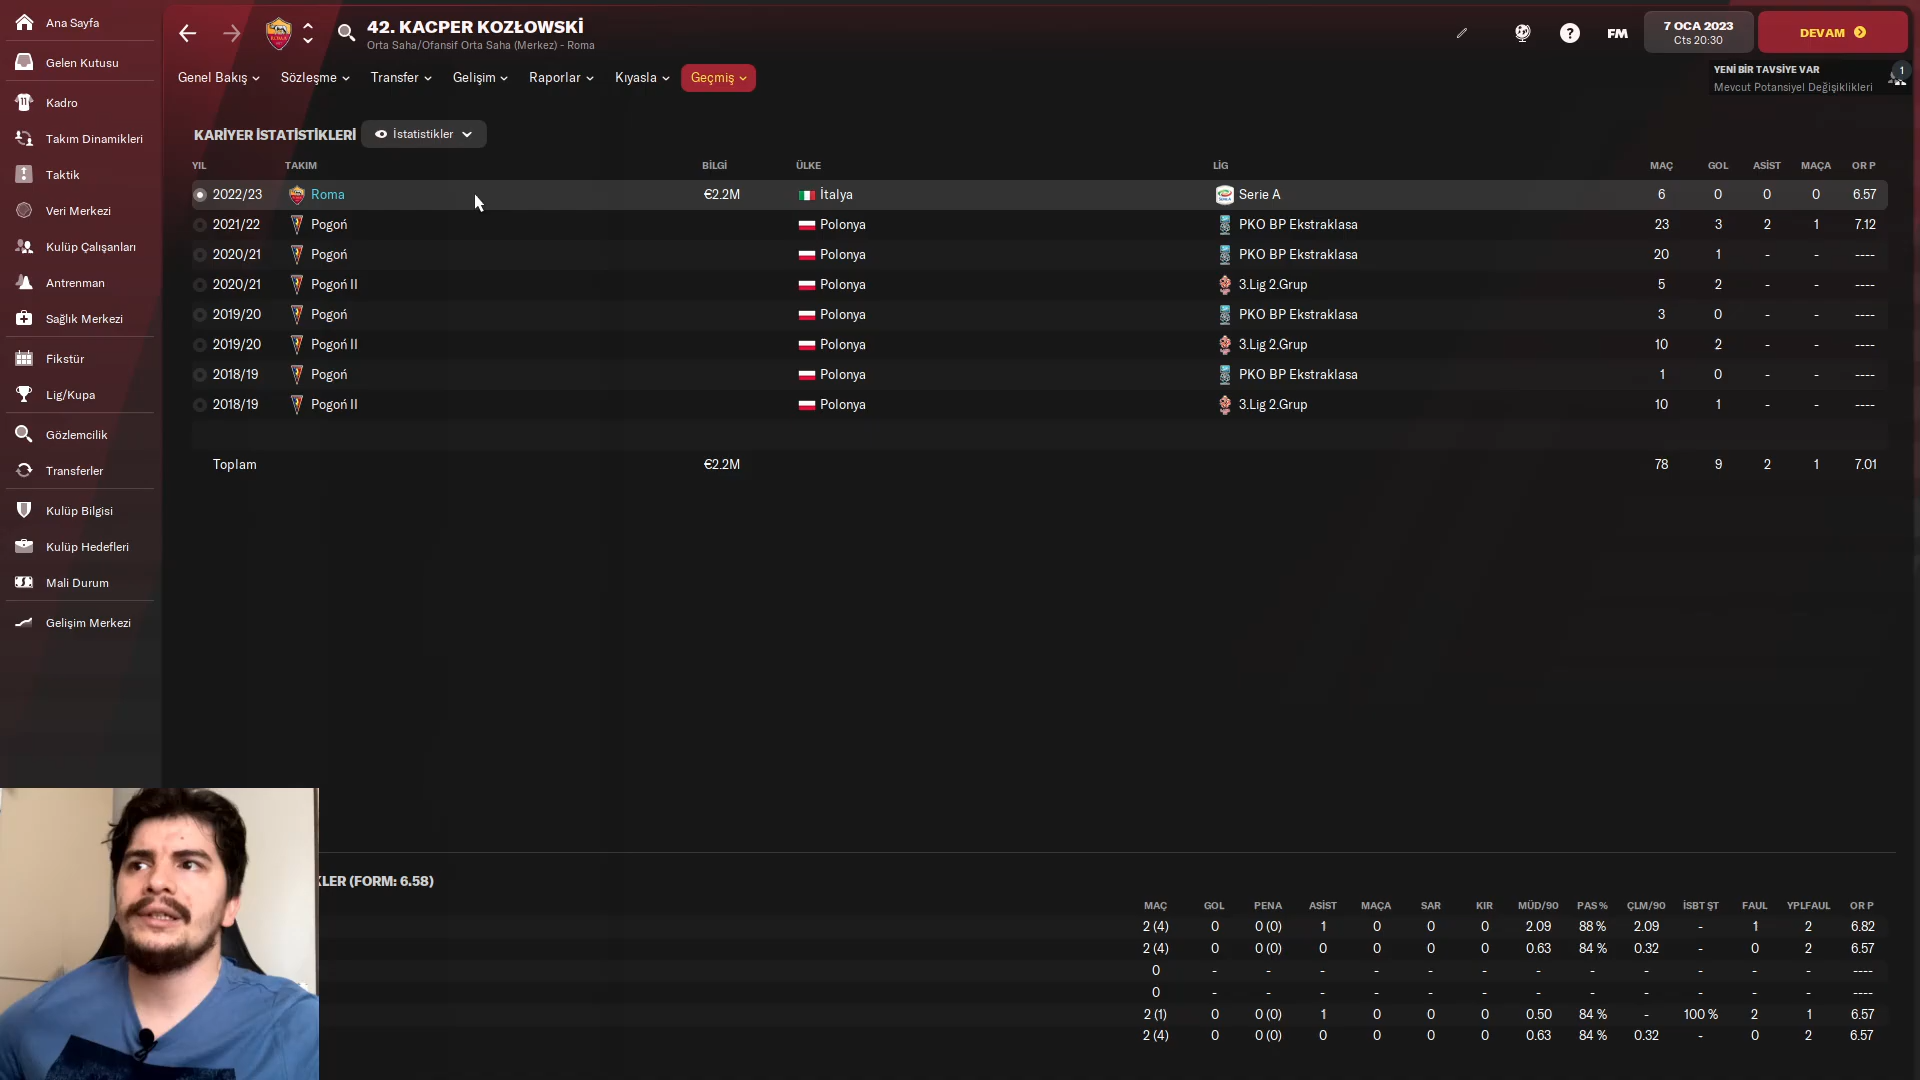 Ana Sayfa
Gelen Kutusu
Kadro
Takım Dinamikleri
Taktik
Veri Merkezi
Kulüp Çalışanları
Antrenman
Sağlık Merkezi
Fikstür
Lig/Kupa
Gözlemcilik
Transferler
Kulüp Bilgisi
Kulüp Hedefleri
Mali Durum
Gelişim Merkezi
42. KACPER KOZŁOWSKİ
Orta Saha/Ofansif Orta Saha (Merkez) - Roma
FM
7 OCA 2023
Cts 20:30
DEVAM
Genel Bakış Sözleşme Transfer Gelişim Raporlar Kıyasla Geçmiş
YENİ BİR TAVSİYE VAR
Mevcut Potansiyel Değişiklikleri
1
KARİYER İSTATİSTİKLERİ İstatistikler
YIL TAKIM BİLGİ ÜLKE LİG MAÇ GOL ASİST MAÇA OR P
2022/23 Roma €2.2M İtalya Serie A 6 0 0 0 6.57
2021/22 Pogoń Polonya PKO BP Ekstraklasa 23 3 2 1 7.12
2020/21 Pogoń Polonya PKO BP Ekstraklasa 20 1 - - ----
2020/21 Pogoń II Polonya 3.Lig 2.Grup 5 2 - - ----
2019/20 Pogoń Polonya PKO BP Ekstraklasa 3 0 - - ----
2019/20 Pogoń II Polonya 3.Lig 2.Grup 10 2 - - ----
2018/19 Pogoń Polonya PKO BP Ekstraklasa 1 0 - - ----
2018/19 Pogoń II Polonya 3.Lig 2.Grup 10 1 - - ----
Toplam €2.2M 78 9 2 1 7.01
KLER (FORM: 6.58)
MAÇ GOL PENA ASİST MAÇA SAR KIR MÜD/90 PAS % ÇLM/90 İSBT ŞT FAUL YPLFAUL OR P
2 (4) 0 0 (0) 1 0 0 0 2.09 88 % 2.09 - 1 2 6.82
2 (4) 0 0 (0) 0 0 0 0 0.63 84 % 0.32 - 0 2 6.57
0 - - - - - - - - - - - - ----
0 - - - - - - - - - - - - ----
2 (1) 0 0 (0) 1 0 0 0 0.50 84 % - 100 % 2 1 6.57
2 (4) 0 0 (0) 0 0 0 0 0.63 84 % 0.32 - 0 2 6.57